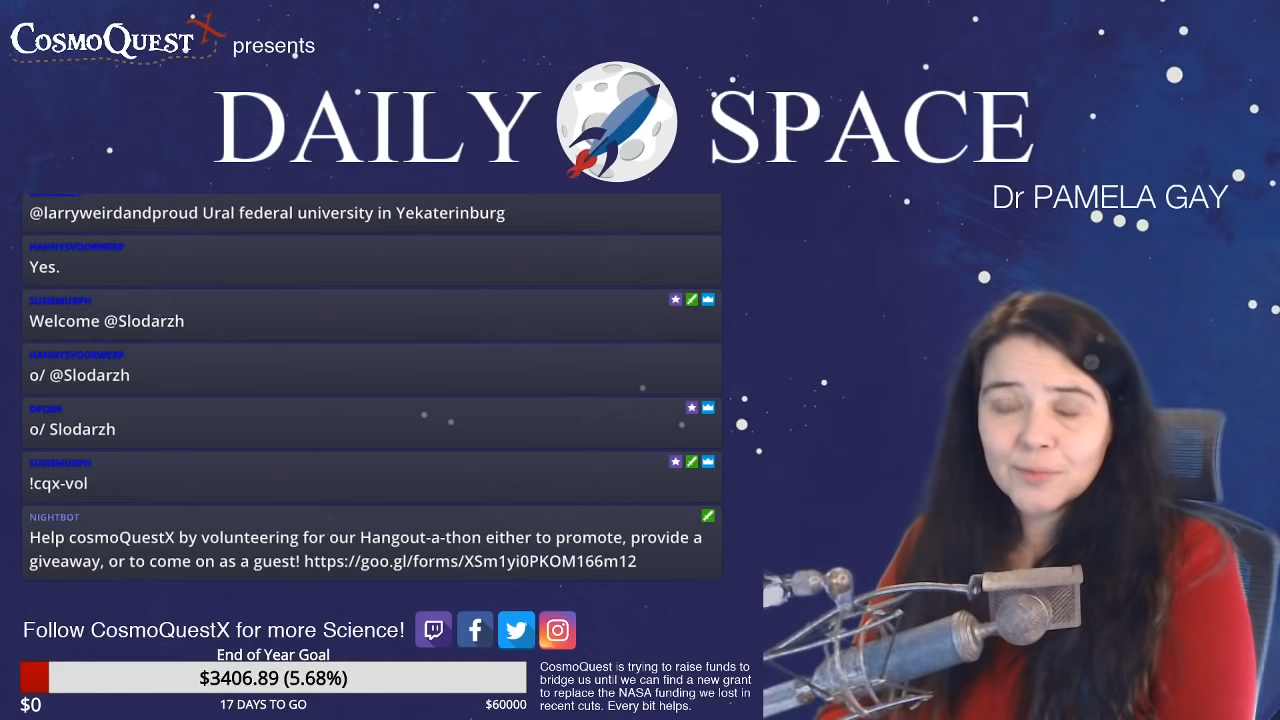 CosmoQuest X presents
DAILY SPACE
Dr PAMELA GAY
@larryweirdandproud Ural federal university in Yekaterinburg
HANNYSVOORWERP
Yes.
SUSIEMURPH
Welcome @Slodarzh
HANNYSVOORWERP
o/ @Slodarzh
o/ Slodarzh
SUSIEMURPH
!cqx-vol
NIGHTBOT
Help cosmoQuestX by volunteering for our Hangout-a-thon either to promote, provide a
giveaway, or to come on as a guest! https://goo.gl/forms/XSm1yi0PKOM166m12
Follow CosmoQuestX for more Science!
End of Year Goal
$3406.89 (5.68%)
$0
17 DAYS TO GO
$60000
CosmoQuest is trying to raise funds to
bridge us until we can find a new grant
to replace the NASA funding we lost in
recent cuts. Every bit helps.